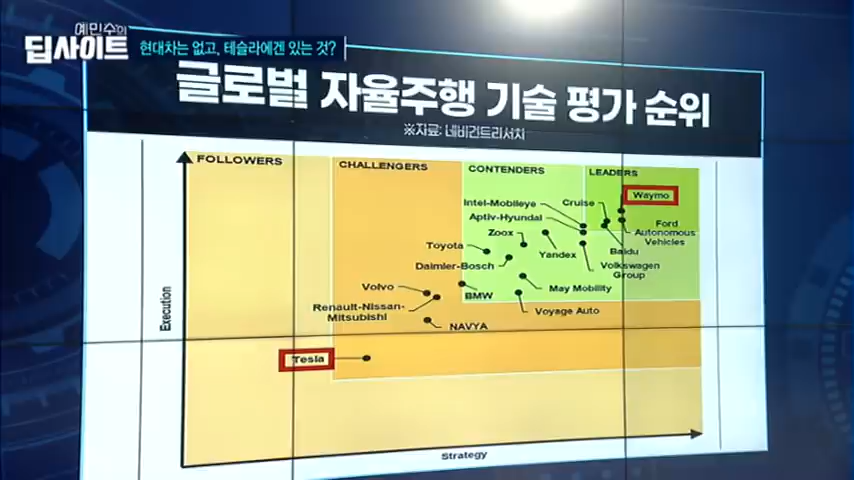 예민수의
딥사이트
현대차는 없고, 테슬라에겐 있는 것?
글로벌 자율주행 기술 평가 순위
※자료: 네비건트리서치
FOLLOWERS
CHALLENGERS
CONTENDERS
LEADERS
Waymo
Intel-Mobileye
Cruise
Aptiv-Hyundai
Ford
Autonomous
Vehicles
Zoox
Toyota
Yandex
Baidu
Daimler-Bosch
Volkswagen
Group
Volvo
BMW
May Mobility
Renault-Nissan-
Mitsubishi
Voyage Auto
NAVYA
Tesla
Execution
Strategy